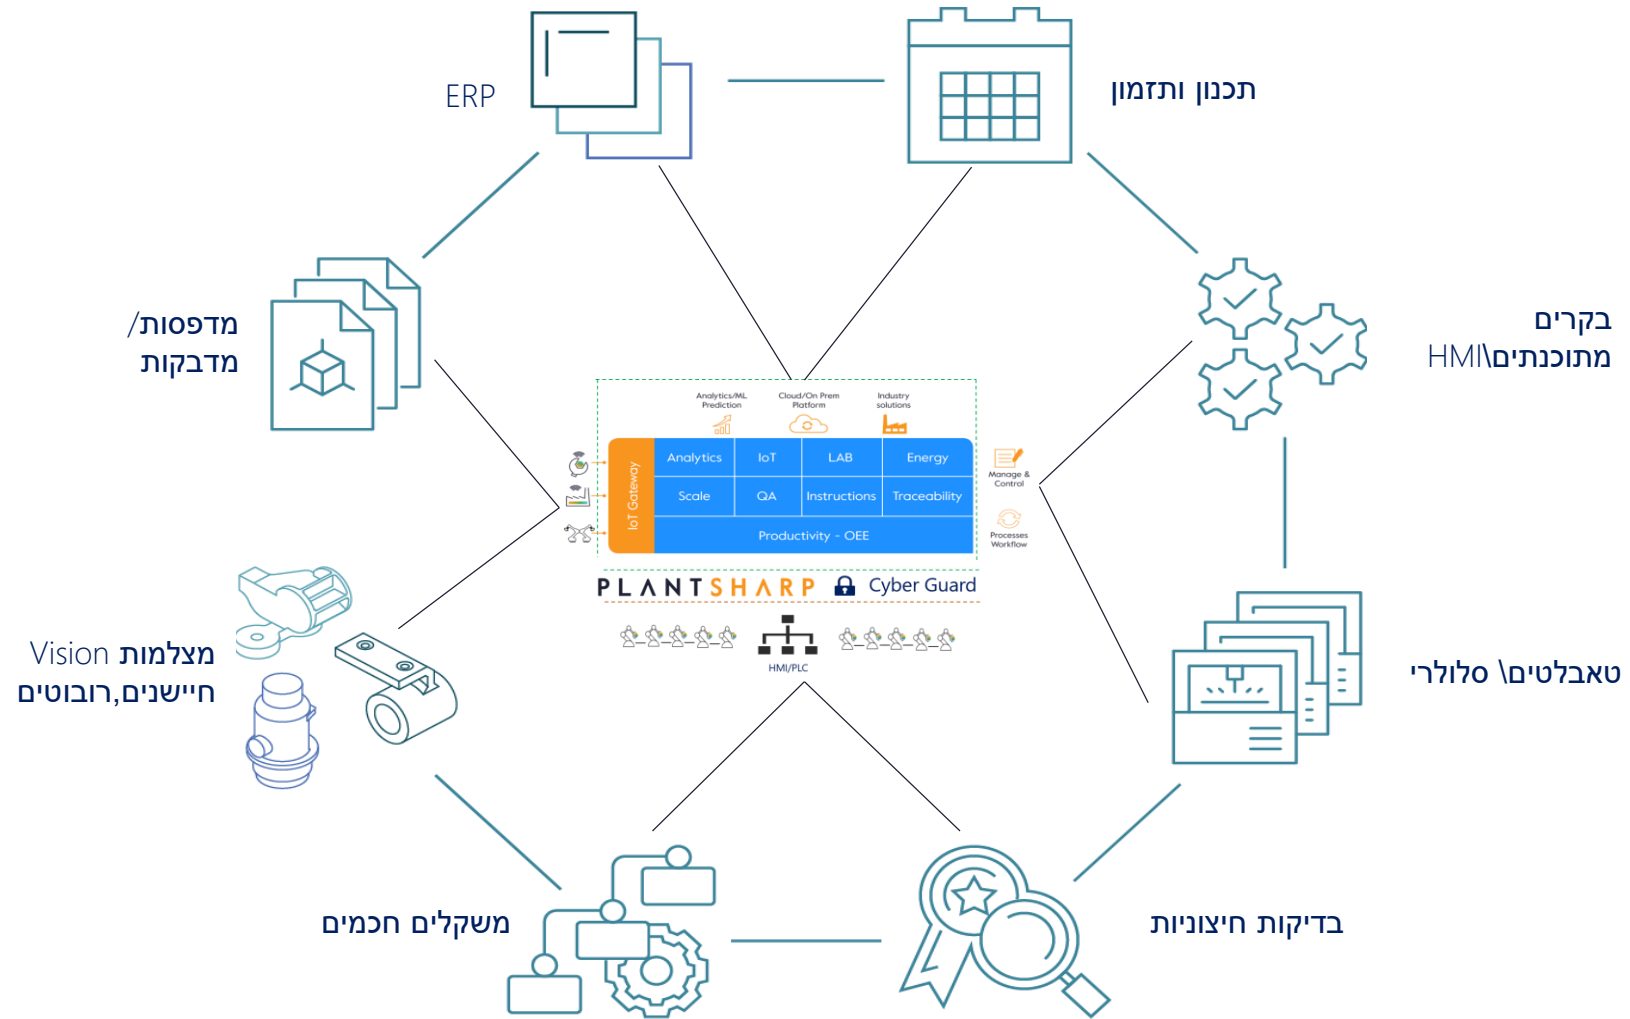 ERP
תכנון ותזמון
מדפסות/
מדבקות
בקרים
מתוכנתים\HMI
Analytics/ML
Prediction
Cloud/On Prem
Platform
Industry
solutions
IoT Gateway
Analytics
IoT
LAB
Energy
Scale
QA
Instructions
Traceability
Productivity - OEE
Manage &
Control
Processes
Workflow
PLANTSHARP
Cyber Guard
HMI/PLC
מצלמות Vision
חיישנים,רובוטים
טאבלטים\ סלולרי
משקלים חכמים
בדיקות חיצוניות